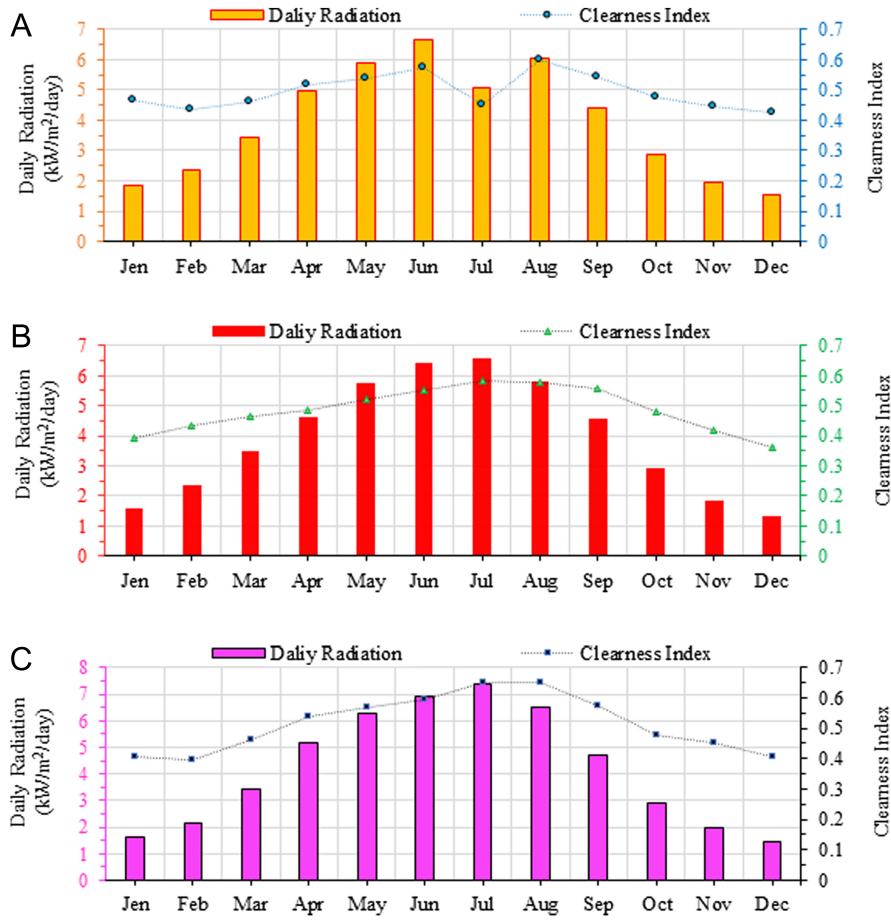 A
Daliy Radiation
Clearness Index
Daily Radiation
(kW/m²/day)
7
6
5
4
3
2
1
0
0.7
0.6
0.5
0.4
0.3
0.2
0.1
0
Clearness Index
Jen Feb Mar Apr May Jun Jul Aug Sep Oct Nov Dec
B
Daliy Radiation
Clearness Index
Daily Radiation
(kW/m²/day)
7
6
5
4
3
2
1
0
0.7
0.6
0.5
0.4
0.3
0.2
0.1
0
Clearness Index
Jen Feb Mar Apr May Jun Jul Aug Sep Oct Nov Dec
C
Daliy Radiation
Clearness Index
Daily Radiation
(kW/m²/day)
8
7
6
5
4
3
2
1
0
0.7
0.6
0.5
0.4
0.3
0.2
0.1
0
Clearness Index
Jen Feb Mar Apr May Jun Jul Aug Sep Oct Nov Dec